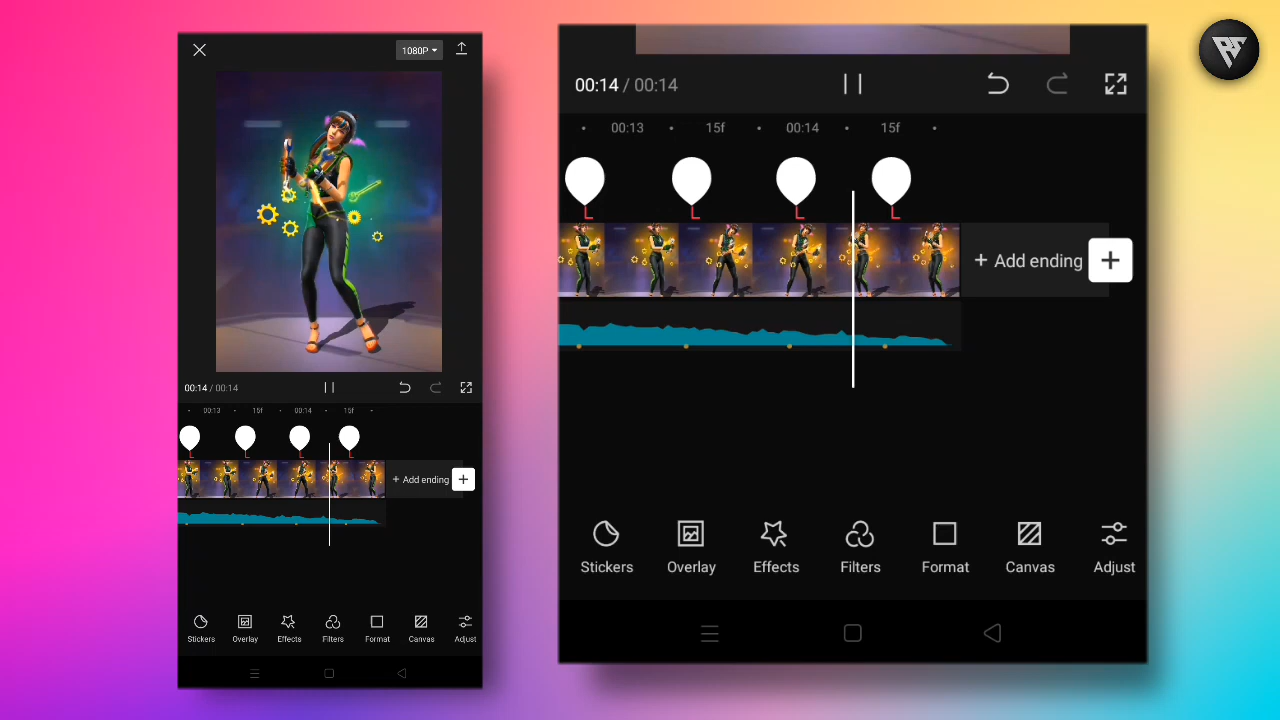 1080P
00:14 / 00:14
00:13 15f 00:14 15f
+ Add ending
Stickers Overlay Effects Filters Format Canvas Adjust
00:14 / 00:14
00:13 15f 00:14 15f
+ Add ending
Stickers Overlay Effects Filters Format Canvas Adjust